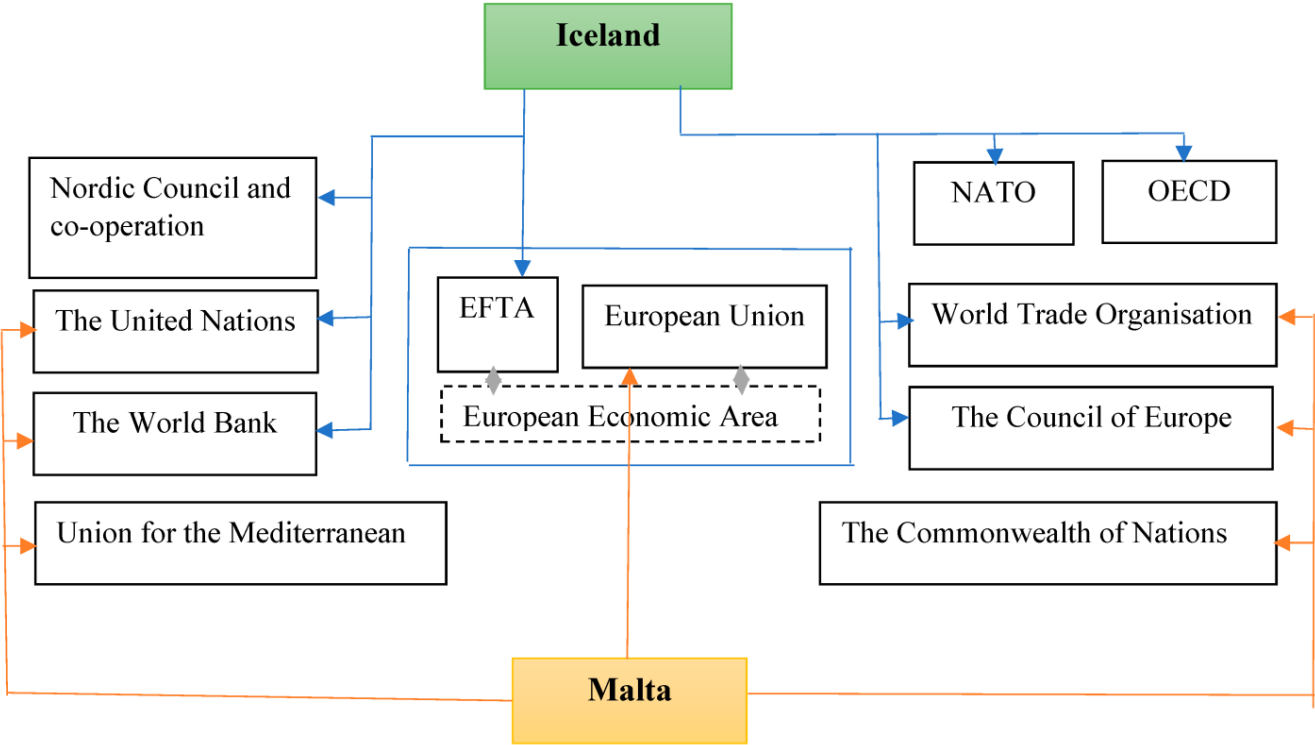 Iceland
Nordic Council and
co-operation
NATO
OECD
The United Nations
EFTA
European Union
World Trade Organisation
The World Bank
European Economic Area
The Council of Europe
Union for the Mediterranean
The Commonwealth of Nations
Malta